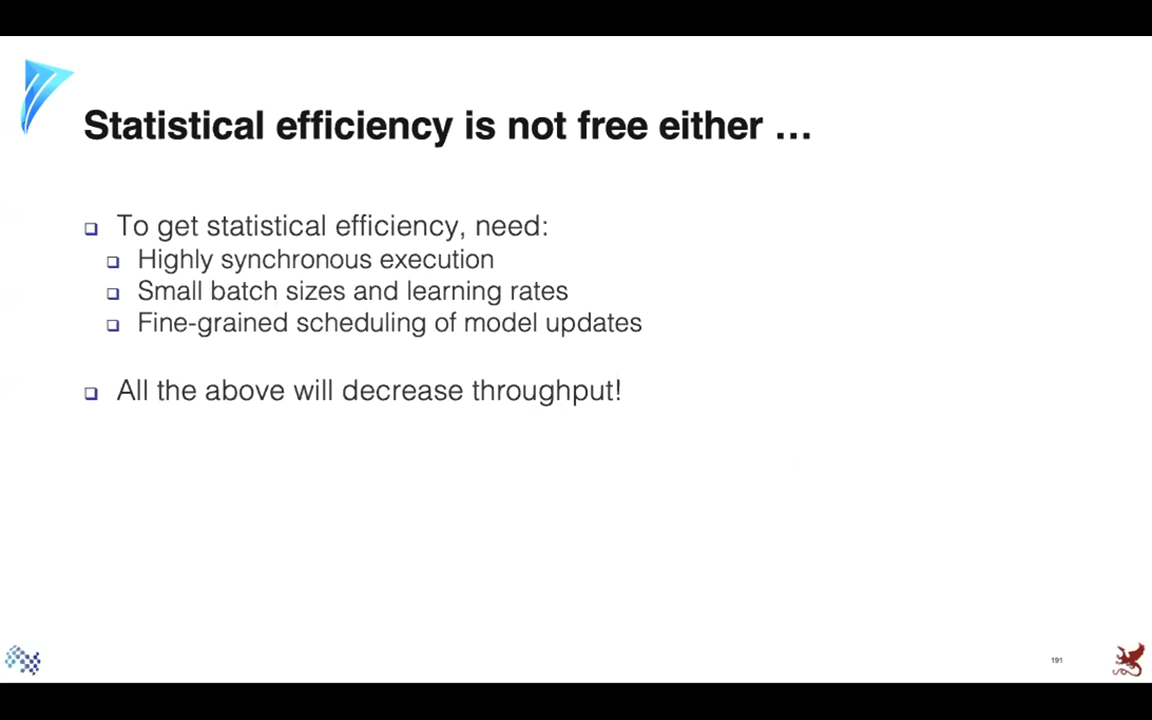 Statistical efficiency is not free either …
To get statistical efficiency, need:
Highly synchronous execution
Small batch sizes and learning rates
Fine-grained scheduling of model updates
All the above will decrease throughput!
191